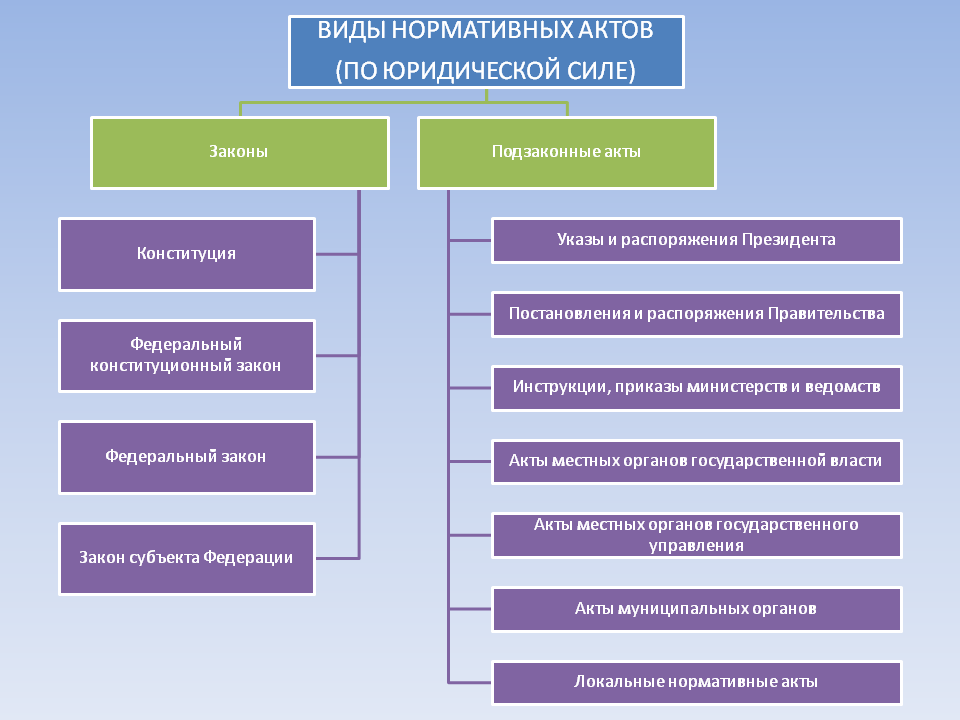 ВИДЫ НОРМАТИВНЫХ АКТОВ
(ПО ЮРИДИЧЕСКОЙ СИЛЕ)
Законы
Конституция
Федеральный
конституционный закон
Федеральный закон
Закон субъекта Федерации
Подзаконные акты
Указы и распоряжения Президента
Постановления и распоряжения Правительства
Инструкции, приказы министерств и ведомств
Акты местных органов государственной власти
Акты местных органов государственного
управления
Акты муниципальных органов
Локальные нормативные акты